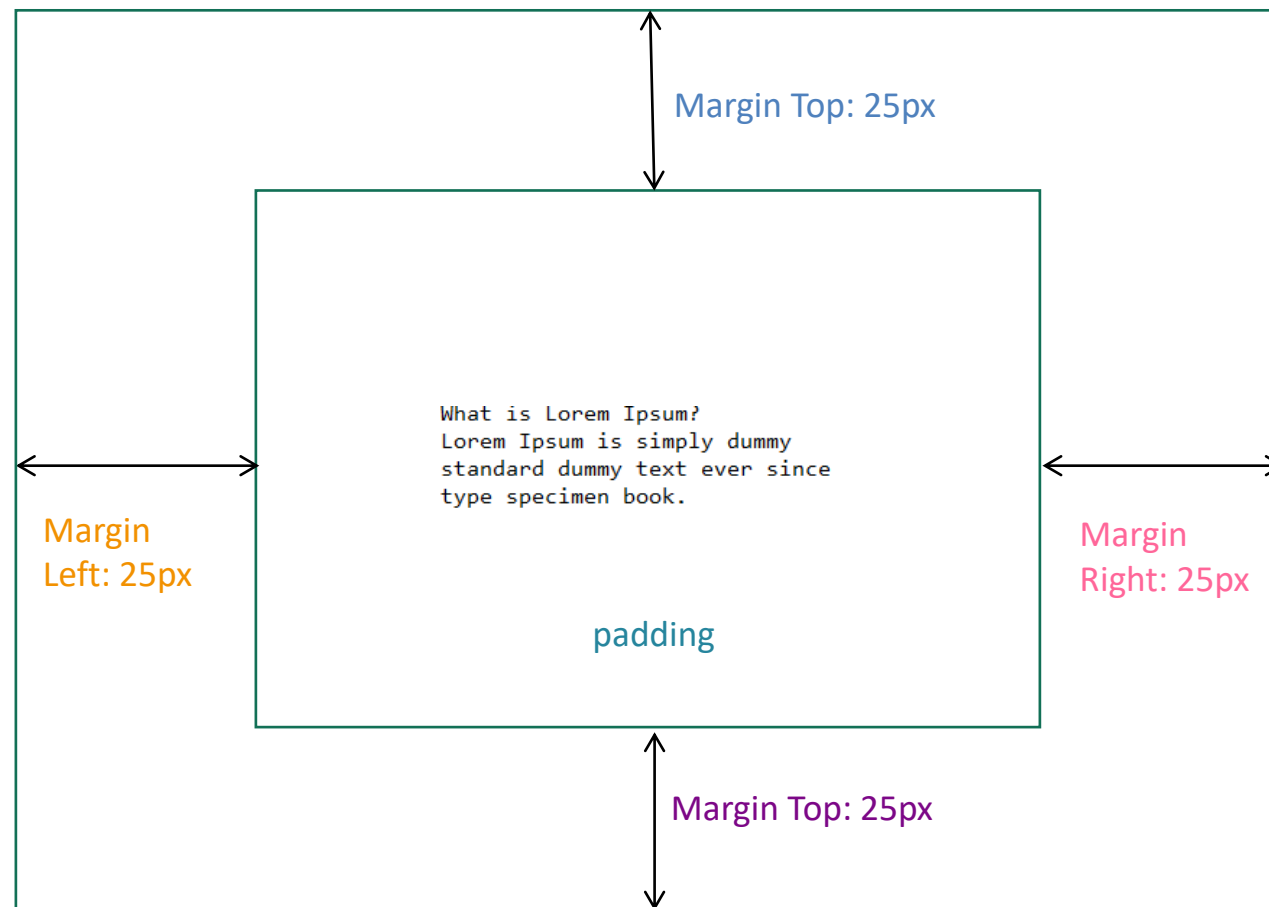 Margin Top: 25px
What is Lorem Ipsum?
Lorem Ipsum is simply dummy
standard dummy text ever since
type specimen book.
Margin
Left: 25px
Margin
Right: 25px
padding
Margin Top: 25px